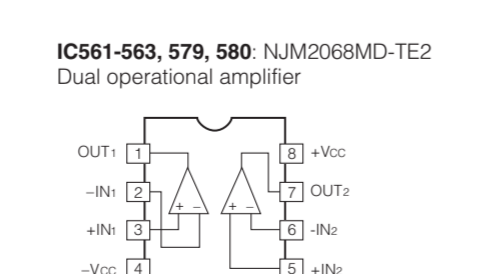 IC561-563, 579, 580: NJM2068MD-TE2
Dual operational amplifier
OUT1 1 8 +VCC
–IN1 2 7 OUT2
+ – + –
+IN1 3 6 -IN2
–VCC 4 5 +IN2